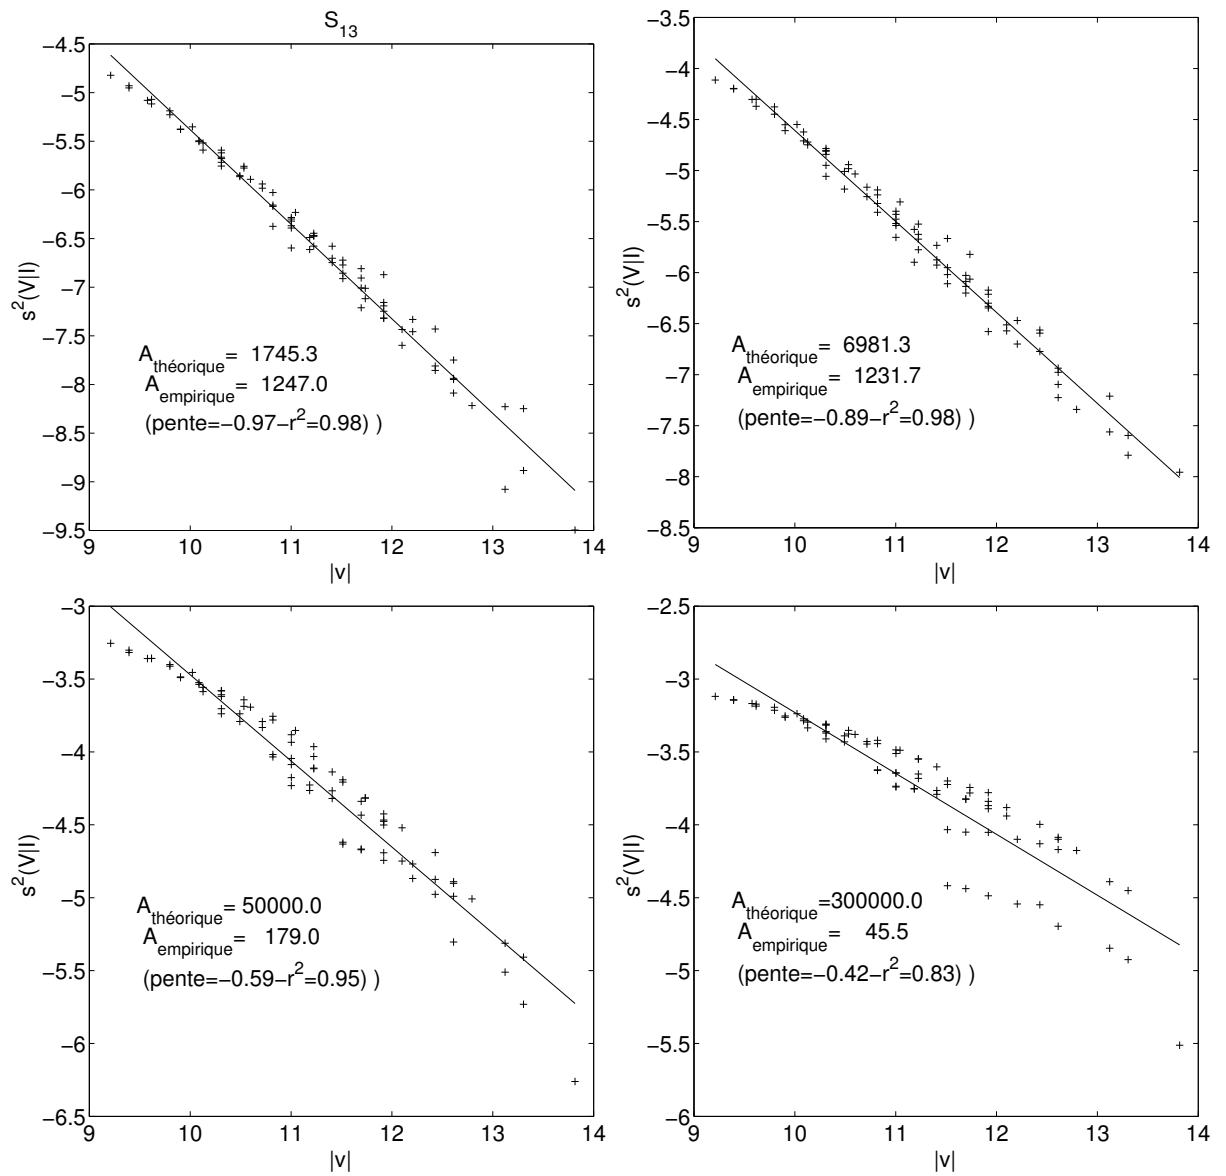 S13
−4.5
−5
−5.5
−6
−6.5
−7
−7.5
−8
−8.5
−9
−9.5
s2(V|I)
Athéorique= 1745.3
Aempirique= 1247.0
(pente=−0.97−r2=0.98) )
9 10 11 12 13 14
|v|
−3.5
−4
−4.5
−5
−5.5
−6
−6.5
−7
−7.5
−8
−8.5
s2(V|I)
Athéorique= 6981.3
Aempirique= 1231.7
(pente=−0.89−r2=0.98) )
9 10 11 12 13 14
|v|
−3
−3.5
−4
−4.5
−5
−5.5
−6
−6.5
s2(V|I)
Athéorique= 50000.0
Aempirique= 179.0
(pente=−0.59−r2=0.95) )
9 10 11 12 13 14
|v|
−2.5
−3
−3.5
−4
−4.5
−5
−5.5
−6
s2(V|I)
Athéorique=300000.0
Aempirique= 45.5
(pente=−0.42−r2=0.83) )
9 10 11 12 13 14
|v|